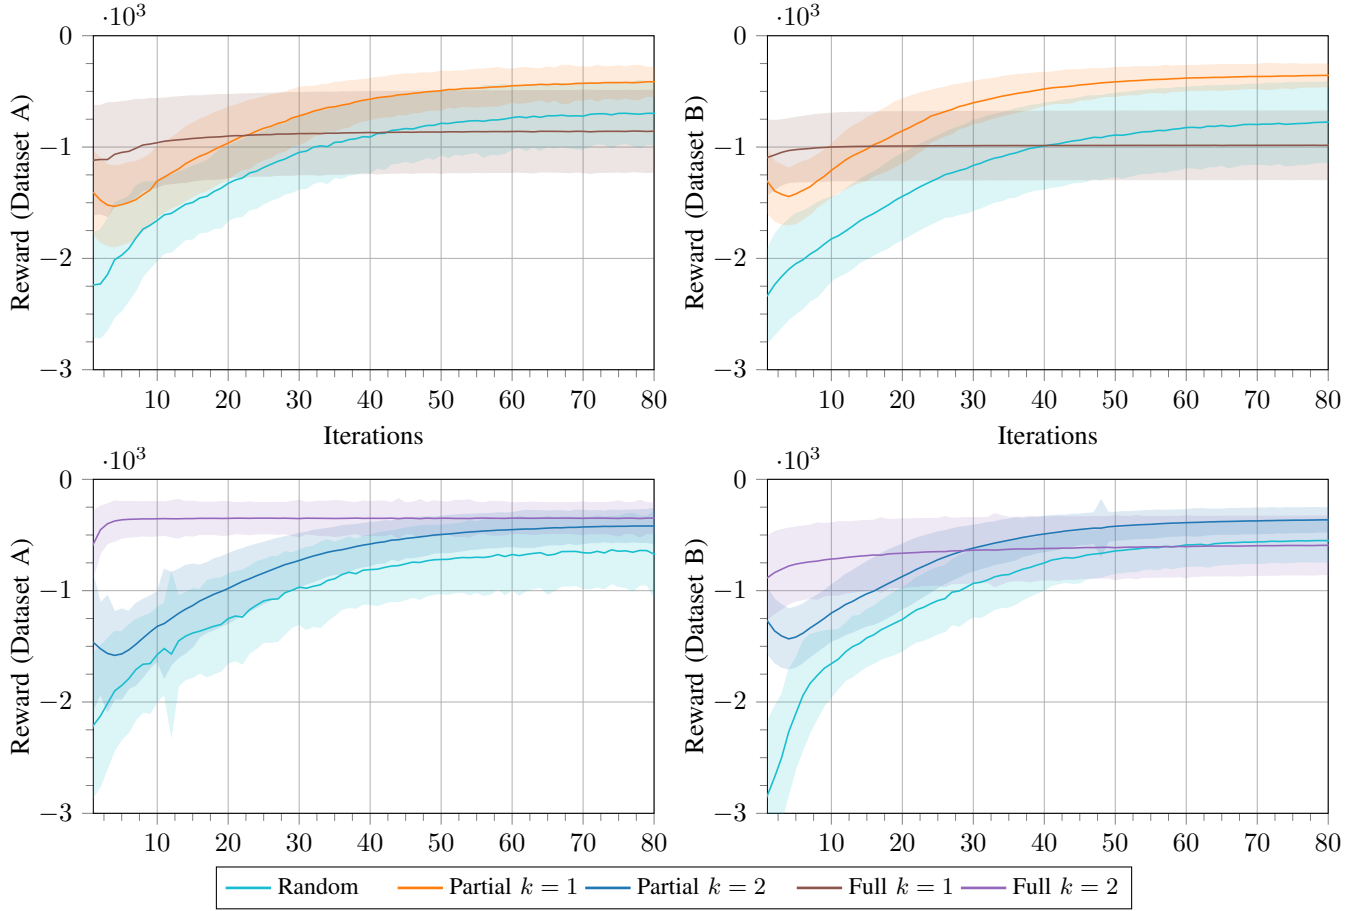 ·10³
0
−1
−2
−3
Reward (Dataset A)
10 20 30 40 50 60 70 80
Iterations
·10³
0
−1
−2
−3
Reward (Dataset B)
10 20 30 40 50 60 70 80
Iterations
·10³
0
−1
−2
−3
Reward (Dataset A)
10 20 30 40 50 60 70 80
·10³
0
−1
−2
−3
Reward (Dataset B)
10 20 30 40 50 60 70 80
Random Partial k = 1 Partial k = 2 Full k = 1 Full k = 2